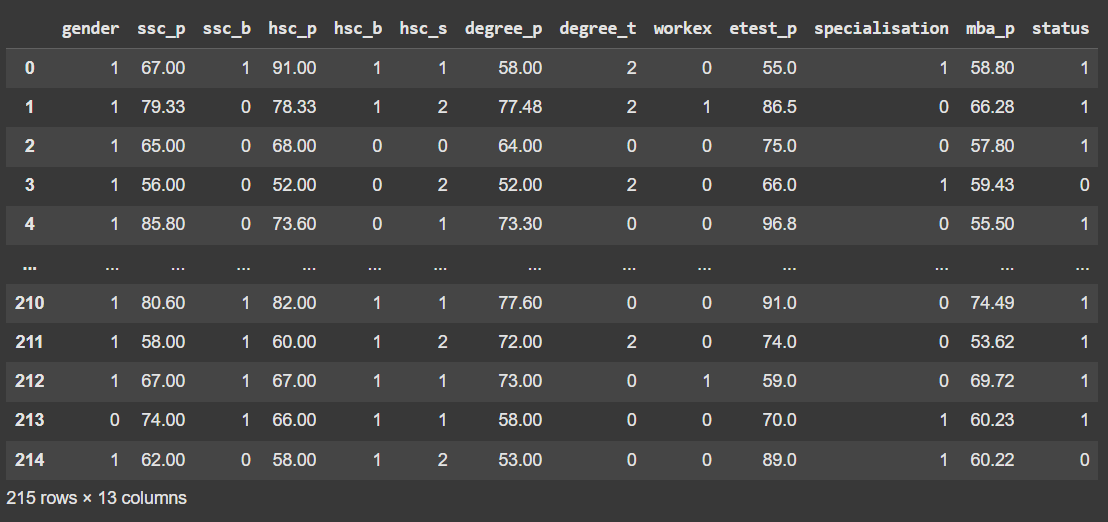 gender ssc_p ssc_b hsc_p hsc_b hsc_s degree_p degree_t workex etest_p specialisation mba_p status
0 1 67.00 1 91.00 1 1 58.00 2 0 55.0 1 58.80 1
1 1 79.33 0 78.33 1 2 77.48 2 1 86.5 0 66.28 1
2 1 65.00 0 68.00 0 0 64.00 0 0 75.0 0 57.80 1
3 1 56.00 0 52.00 0 2 52.00 2 0 66.0 1 59.43 0
4 1 85.80 0 73.60 0 1 73.30 0 0 96.8 0 55.50 1
... ... ... ... ... ... ... ... ... ... ... ... ... ...
210 1 80.60 1 82.00 1 1 77.60 0 0 91.0 0 74.49 1
211 1 58.00 1 60.00 1 2 72.00 2 0 74.0 0 53.62 1
212 1 67.00 1 67.00 1 1 73.00 0 1 59.0 0 69.72 1
213 0 74.00 1 66.00 1 1 58.00 0 0 70.0 1 60.23 1
214 1 62.00 0 58.00 1 2 53.00 0 0 89.0 1 60.22 0
215 rows × 13 columns